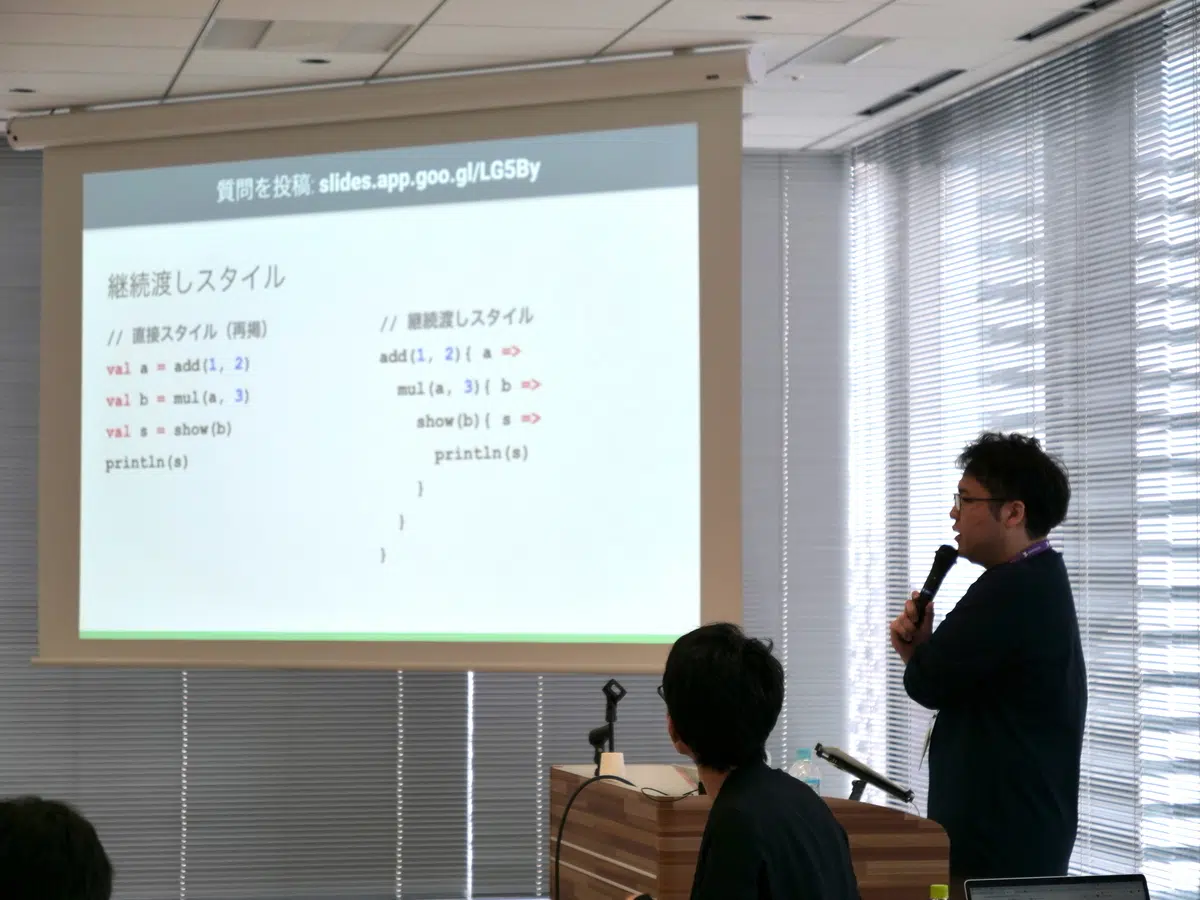 質問を投稿: slides.app.goo.gl/LG5By
継続渡しスタイル
// 直接スタイル（再掲）
val a = add(1, 2)
val b = mul(a, 3)
val s = show(b)
println(s)
// 継続渡しスタイル
add(1, 2){ a =>
mul(a, 3){ b =>
show(b){ s =>
println(s)
}
}
}